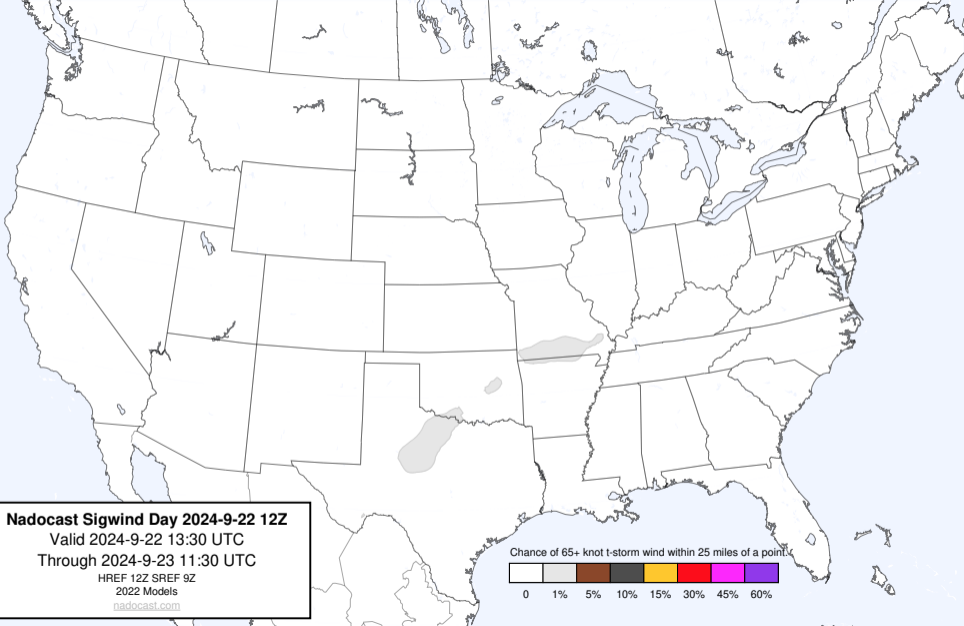 Nadocast Sigwind Day 2024-9-22 12Z
Valid 2024-9-22 13:30 UTC
Through 2024-9-23 11:30 UTC
HREF 12Z SREF 9Z
2022 Models
nadocast.com
Chance of 65+ knot t-storm wind within 25 miles of a point.
0 1% 5% 10% 15% 30% 45% 60%